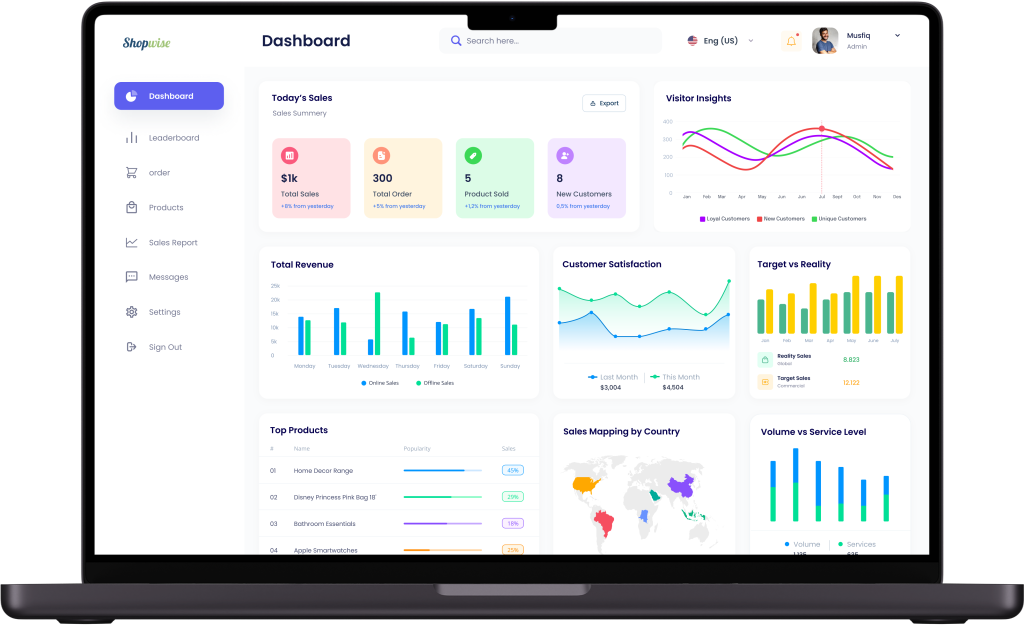 Shopwise
Dashboard
Search here...
Eng (US)
Musfiq
Admin
Dashboard
Leaderboard
order
Products
Sales Report
Messages
Settings
Sign Out
Today's Sales
Sales Summery
Export
$1k
Total Sales
+8% from yesterday
300
Total Order
+5% from yesterday
5
Product Sold
+1,2% from yesterday
8
New Customers
0,5% from yesterday
Visitor Insights
400
300
200
100
0
Jan Feb Mar Apr May Jun Jun Jul Sept Oct Nov Des
Loyal Customers New Customers Unique Customers
Total Revenue
25k
20k
15k
10k
5k
0
Monday Tuesday Wednesday Thursday Friday Saturday Sunday
Online Sales Offline Sales
Customer Satisfaction
Last Month This Month
$3,004 $4,504
Target vs Reality
Jan Feb Mar Apr May June July
Reality Sales 8.823
Global
Target Sales 12.122
Commercial
Top Products
# Name Popularity Sales
01 Home Decor Range 45%
02 Disney Princess Pink Bag 18' 29%
03 Bathroom Essentials 18%
04 Apple Smartwatches 25%
Sales Mapping by Country
Volume vs Service Level
Volume Services
1,135 635